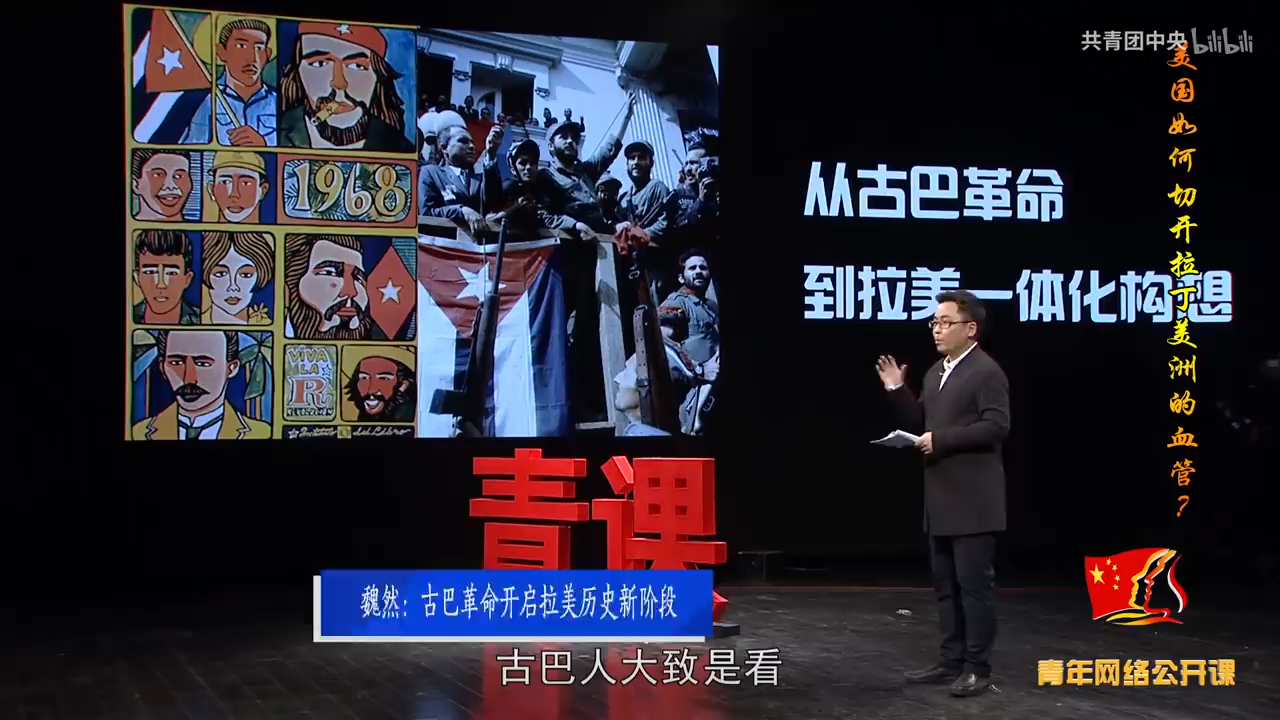 共青团中央 bilibili
美国如何切开拉丁美洲的血管？
1968
VIVA
LA
R
从古巴革命
到拉美一体化构想
青课
魏然：古巴革命开启拉美历史新阶段
古巴人大致是看
青年网络公开课